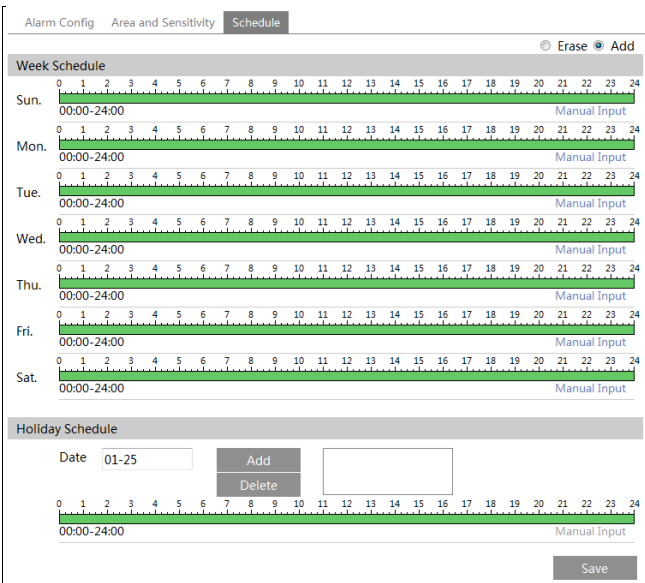 Alarm Config Area and Sensitivity Schedule
Erase Add
Week Schedule
0 1 2 3 4 5 6 7 8 9 10 11 12 13 14 15 16 17 18 19 20 21 22 23 24
Sun.
00:00-24:00 Manual Input
0 1 2 3 4 5 6 7 8 9 10 11 12 13 14 15 16 17 18 19 20 21 22 23 24
Mon.
00:00-24:00 Manual Input
0 1 2 3 4 5 6 7 8 9 10 11 12 13 14 15 16 17 18 19 20 21 22 23 24
Tue.
00:00-24:00 Manual Input
0 1 2 3 4 5 6 7 8 9 10 11 12 13 14 15 16 17 18 19 20 21 22 23 24
Wed.
00:00-24:00 Manual Input
0 1 2 3 4 5 6 7 8 9 10 11 12 13 14 15 16 17 18 19 20 21 22 23 24
Thu.
00:00-24:00 Manual Input
0 1 2 3 4 5 6 7 8 9 10 11 12 13 14 15 16 17 18 19 20 21 22 23 24
Fri.
00:00-24:00 Manual Input
0 1 2 3 4 5 6 7 8 9 10 11 12 13 14 15 16 17 18 19 20 21 22 23 24
Sat.
00:00-24:00 Manual Input
Holiday Schedule
Date 01-25 Add
Delete
0 1 2 3 4 5 6 7 8 9 10 11 12 13 14 15 16 17 18 19 20 21 22 23 24
00:00-24:00 Manual Input
Save